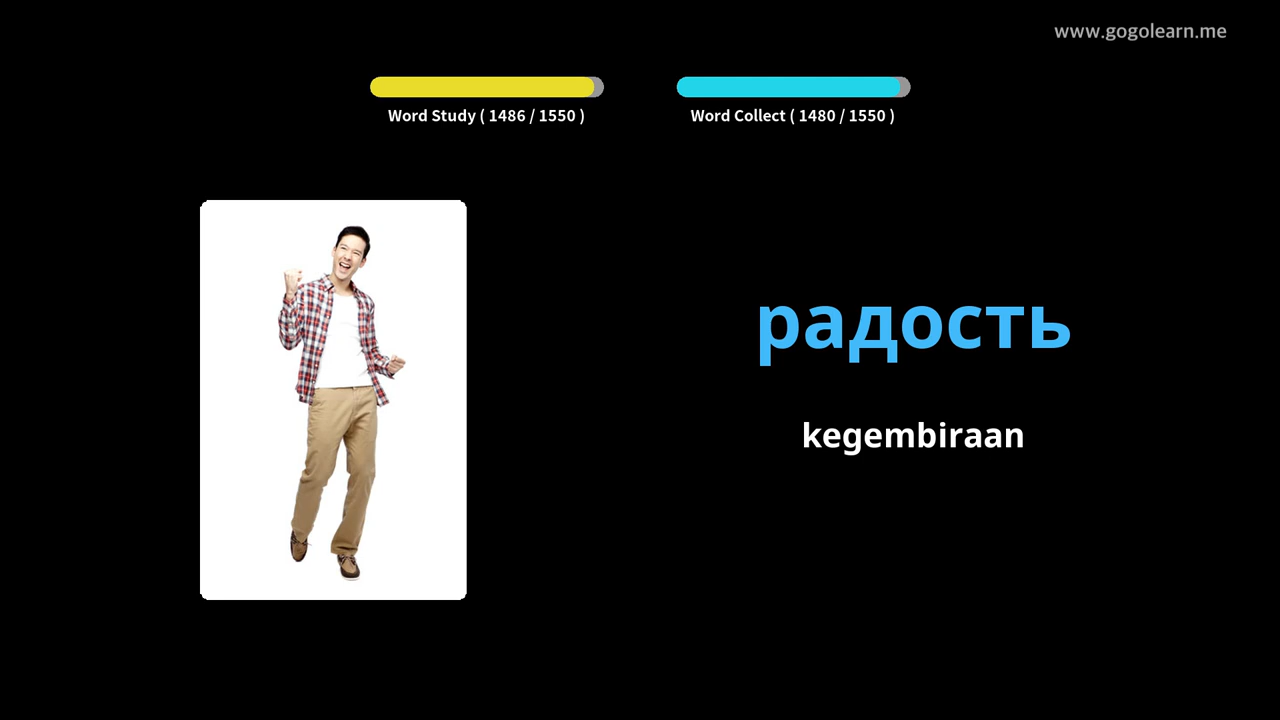 www.gogolearn.me
Word Study ( 1486 / 1550 )
Word Collect ( 1480 / 1550 )
радость
kegembiraan